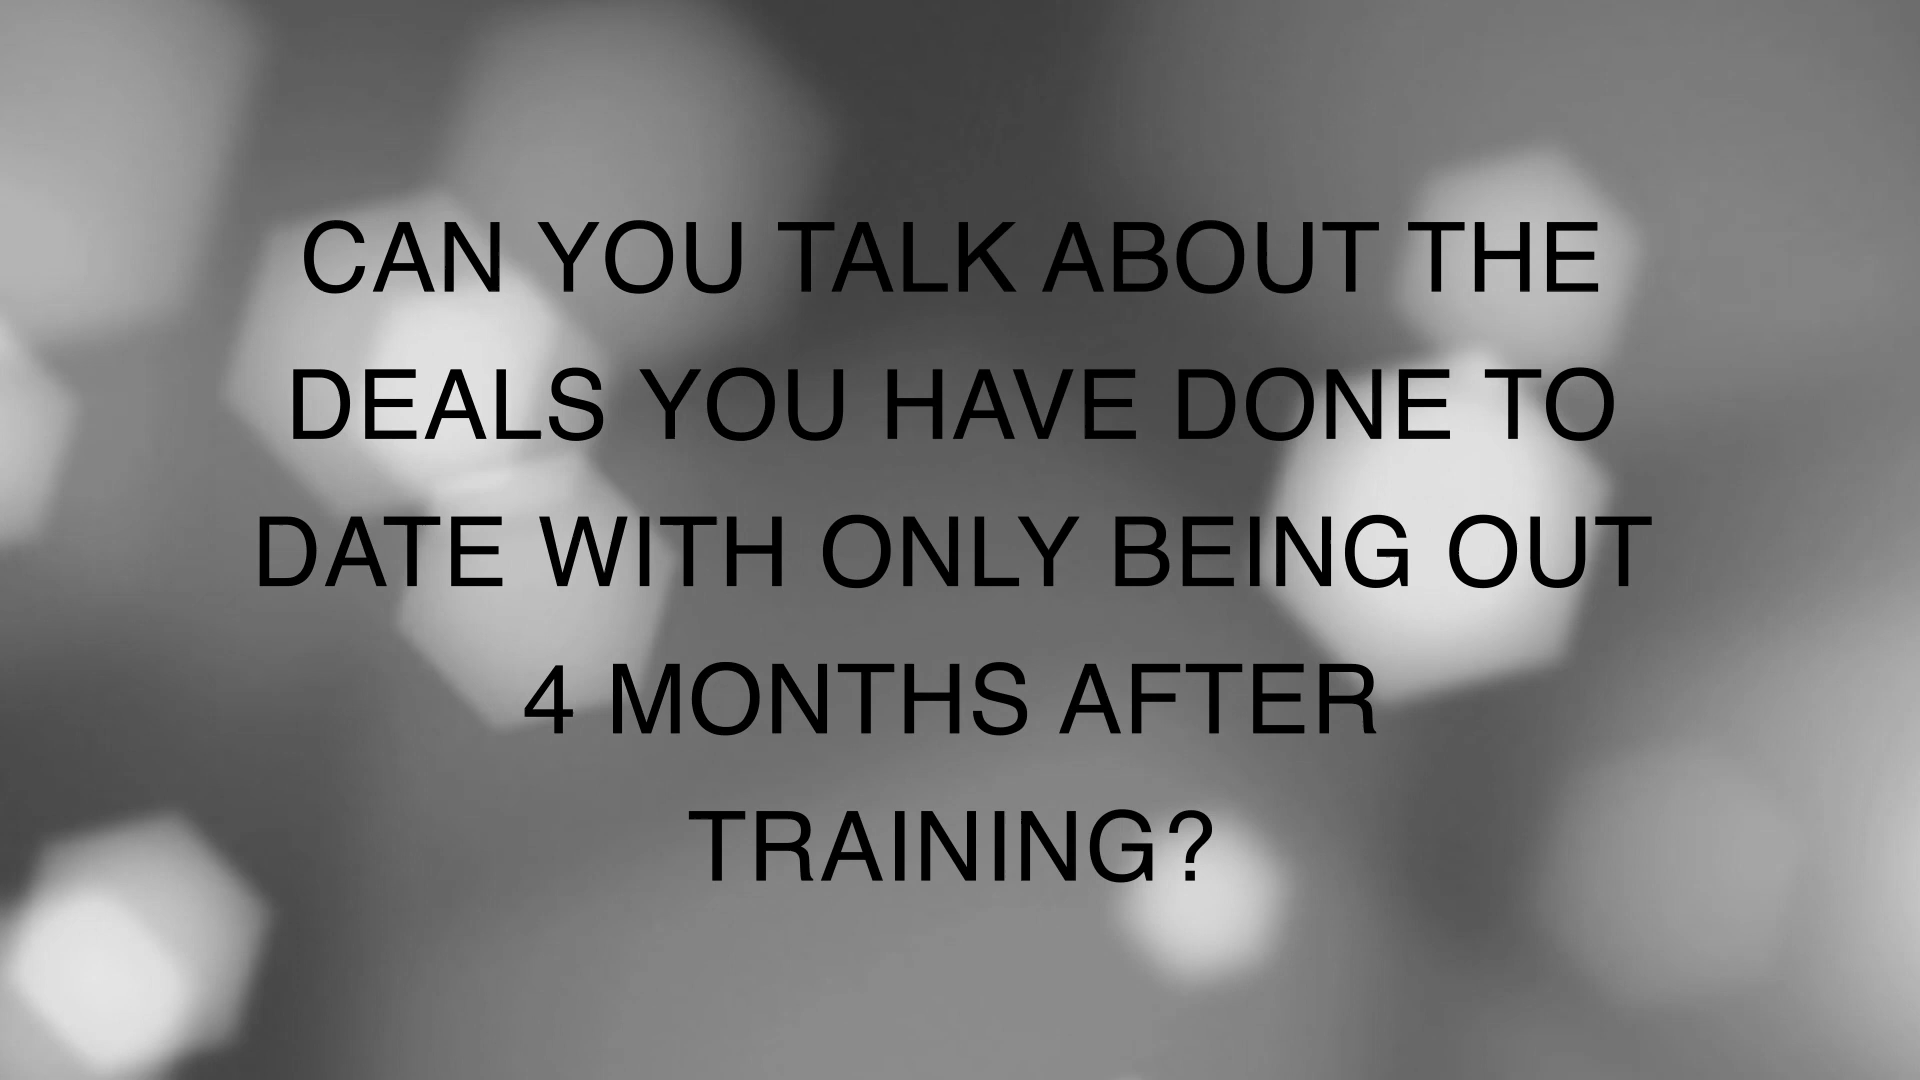 CAN YOU TALK ABOUT THE
DEALS YOU HAVE DONE TO
DATE WITH ONLY BEING OUT
4 MONTHS AFTER
TRAINING?